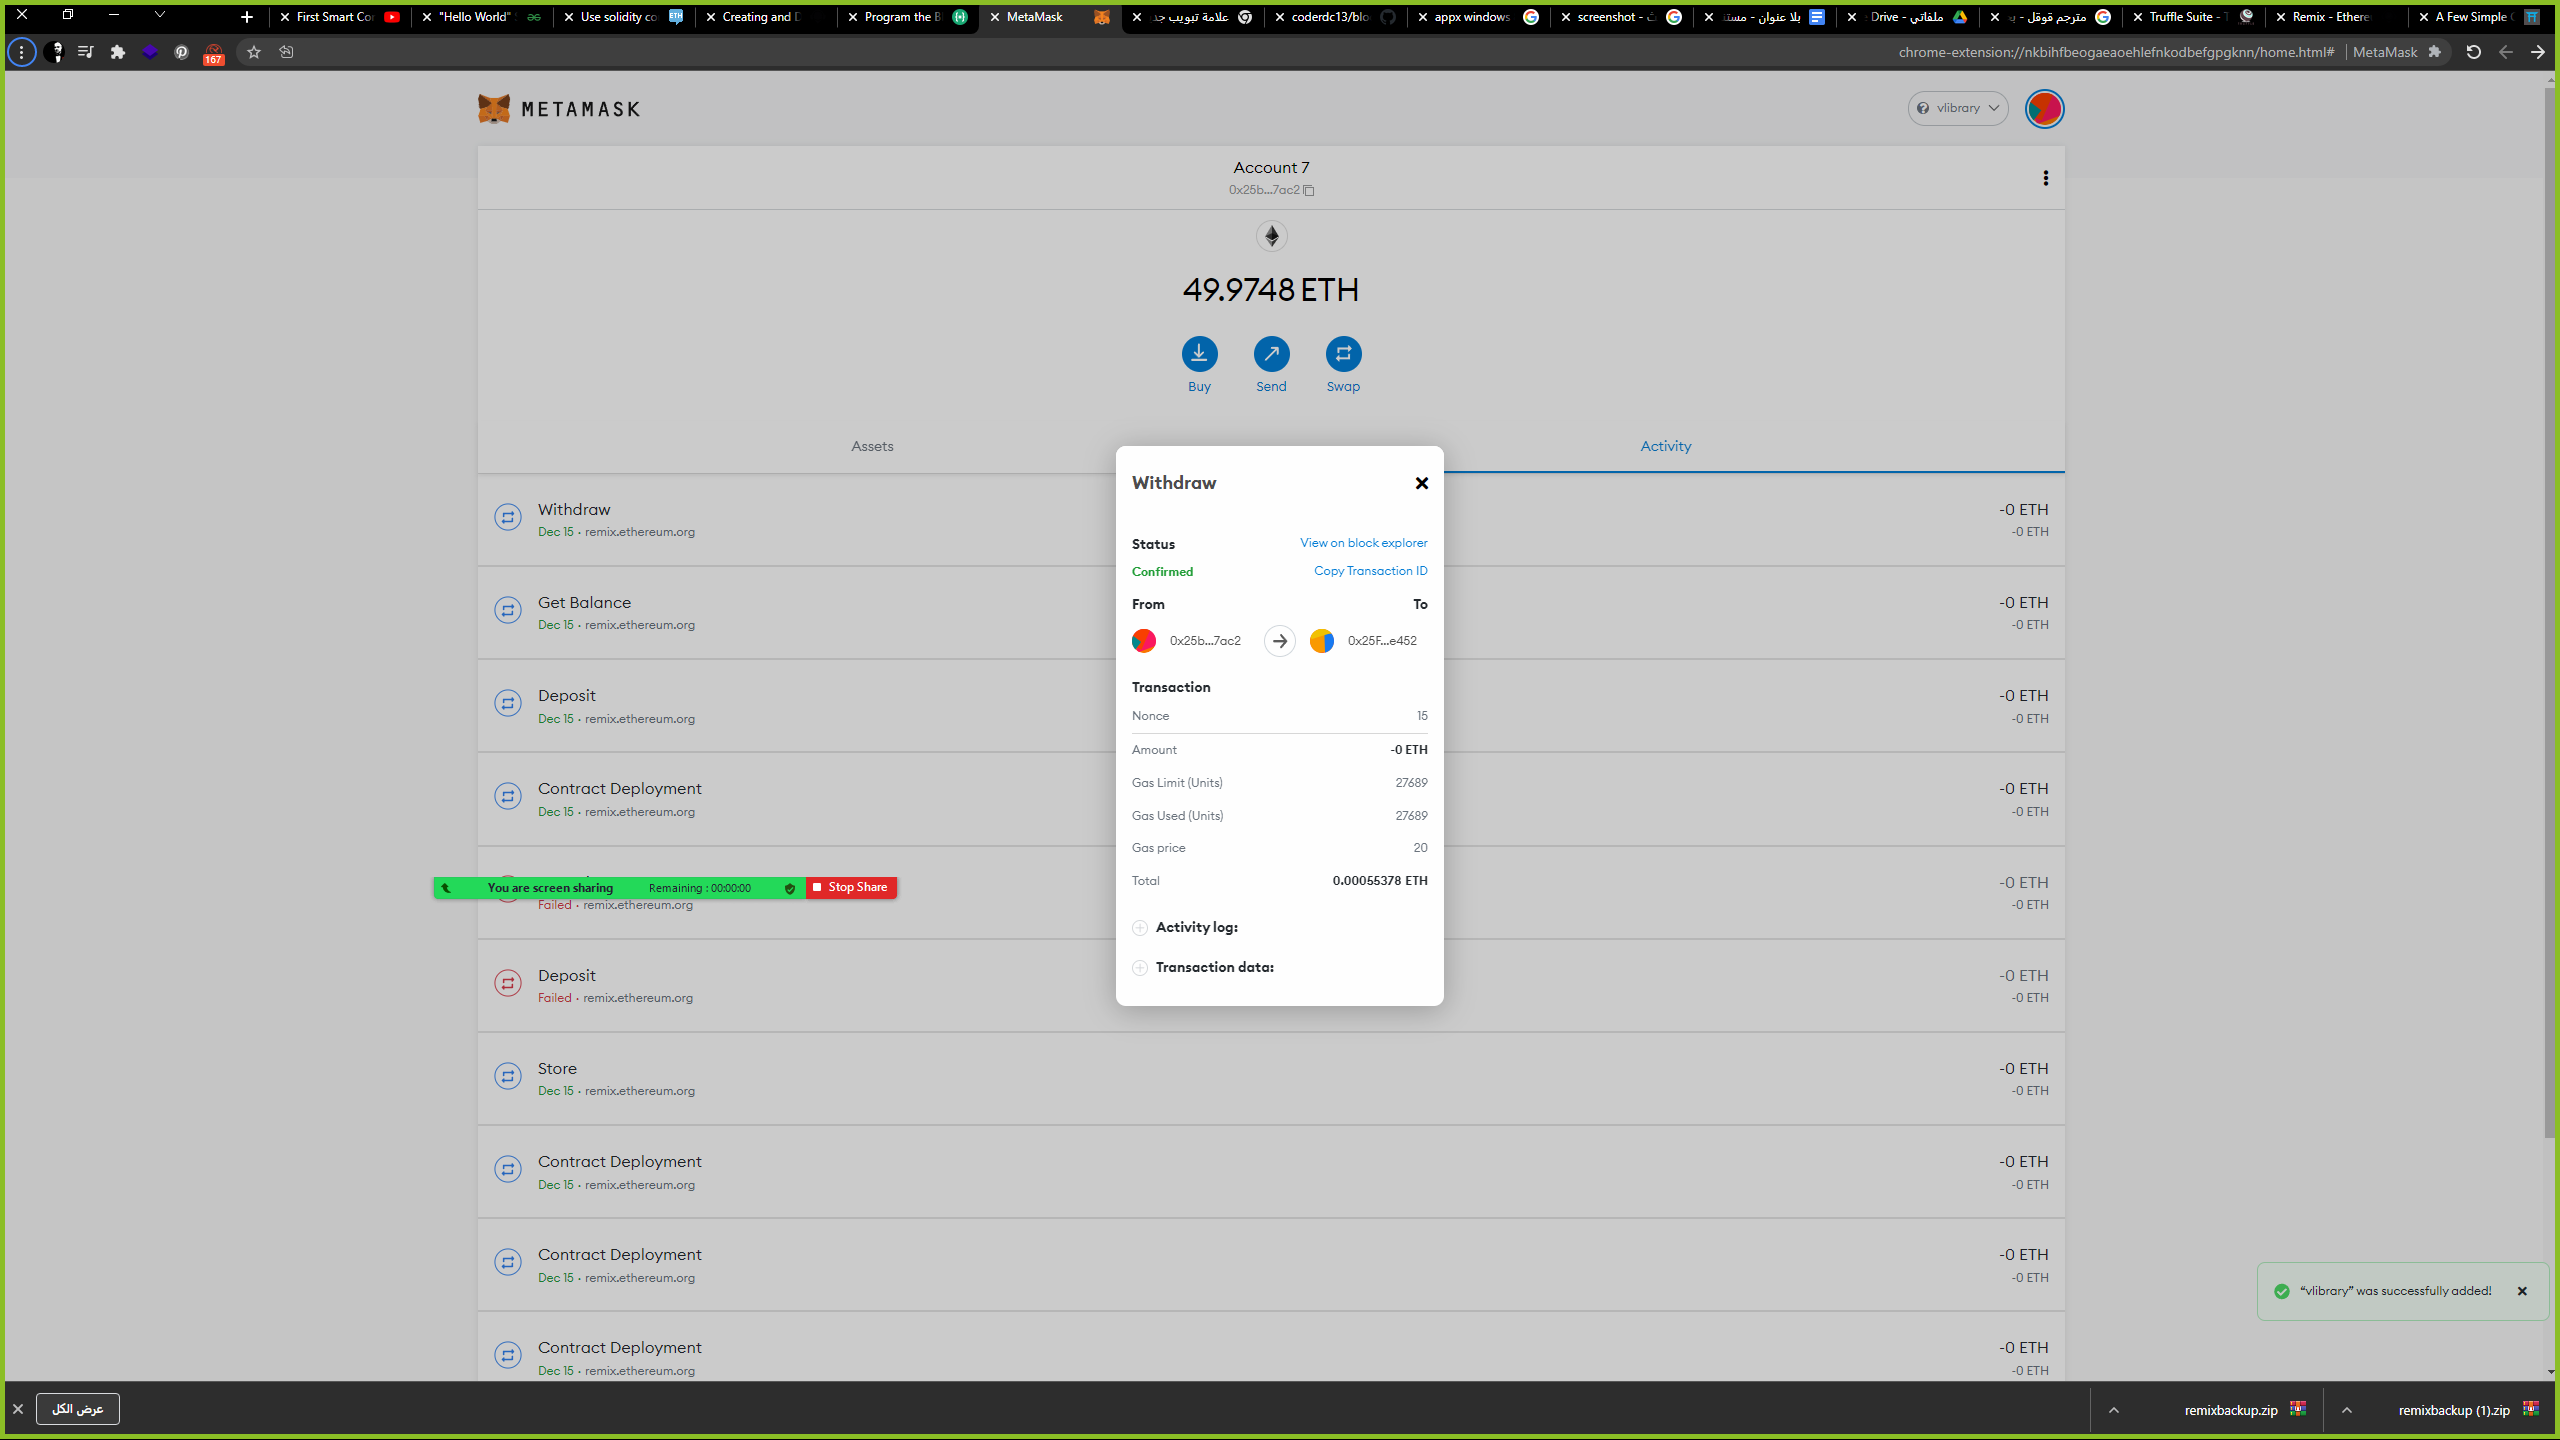 First Smart Cor
"Hello World"
Use solidity co
Creating and D
Program the B
MetaMask
علامة تبويب جد
coderdc13/blo
appx windows
screenshot -
بلا عنوان - مستن
ملفاتي - Drive
مترجم قوقل - بح
Truffle Suite - T
Remix - Ethere
A Few Simple
167
chrome-extension://nkbihfbeogaeaoehlefnkodbefgpgknn/home.html#
MetaMask
METAMASK
vlibrary
Account 7
0x25b...7ac2
49.9748 ETH
Buy
Send
Swap
Assets
Activity
Withdraw
Dec 15 · remix.ethereum.org
-0 ETH
-0 ETH
Get Balance
Dec 15 · remix.ethereum.org
-0 ETH
-0 ETH
Deposit
Dec 15 · remix.ethereum.org
-0 ETH
-0 ETH
Contract Deployment
Dec 15 · remix.ethereum.org
-0 ETH
-0 ETH
You are screen sharing
Remaining : 00:00:00
Stop Share
Failed · remix.ethereum.org
-0 ETH
-0 ETH
Deposit
Failed · remix.ethereum.org
-0 ETH
-0 ETH
Store
Dec 15 · remix.ethereum.org
-0 ETH
-0 ETH
Contract Deployment
Dec 15 · remix.ethereum.org
-0 ETH
-0 ETH
Contract Deployment
Dec 15 · remix.ethereum.org
-0 ETH
-0 ETH
Contract Deployment
Dec 15 · remix.ethereum.org
-0 ETH
-0 ETH
Withdraw
Status
View on block explorer
Confirmed
Copy Transaction ID
From
To
0x25b...7ac2
0x25F...e452
Transaction
Nonce 15
Amount -0 ETH
Gas Limit (Units) 27689
Gas Used (Units) 27689
Gas price 20
Total 0.00055378 ETH
Activity log:
Transaction data:
"vlibrary" was successfully added!
عرض الكل
remixbackup.zip
remixbackup (1).zip